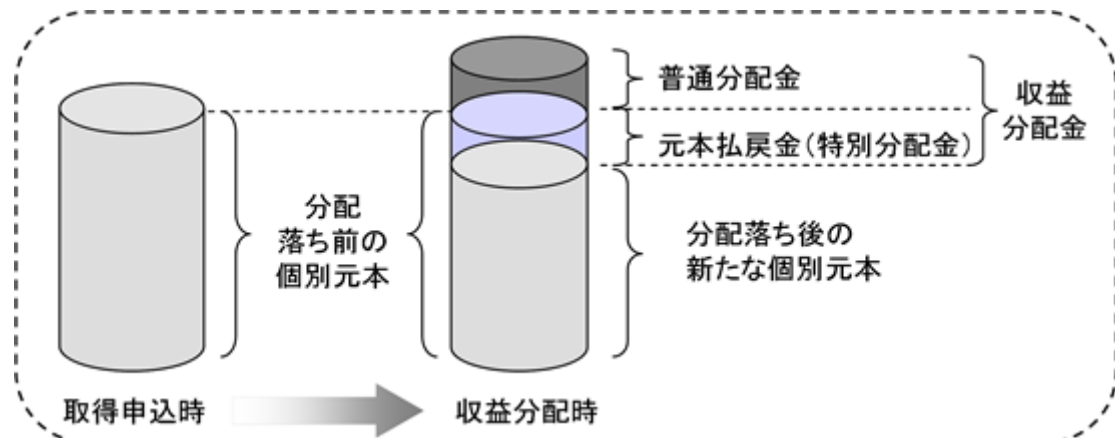 普通分配金
収益
分配金
元本払戻金(特別分配金)
分配
落ち前の
個別元本
分配落ち後の
新たな個別元本
取得申込時
収益分配時